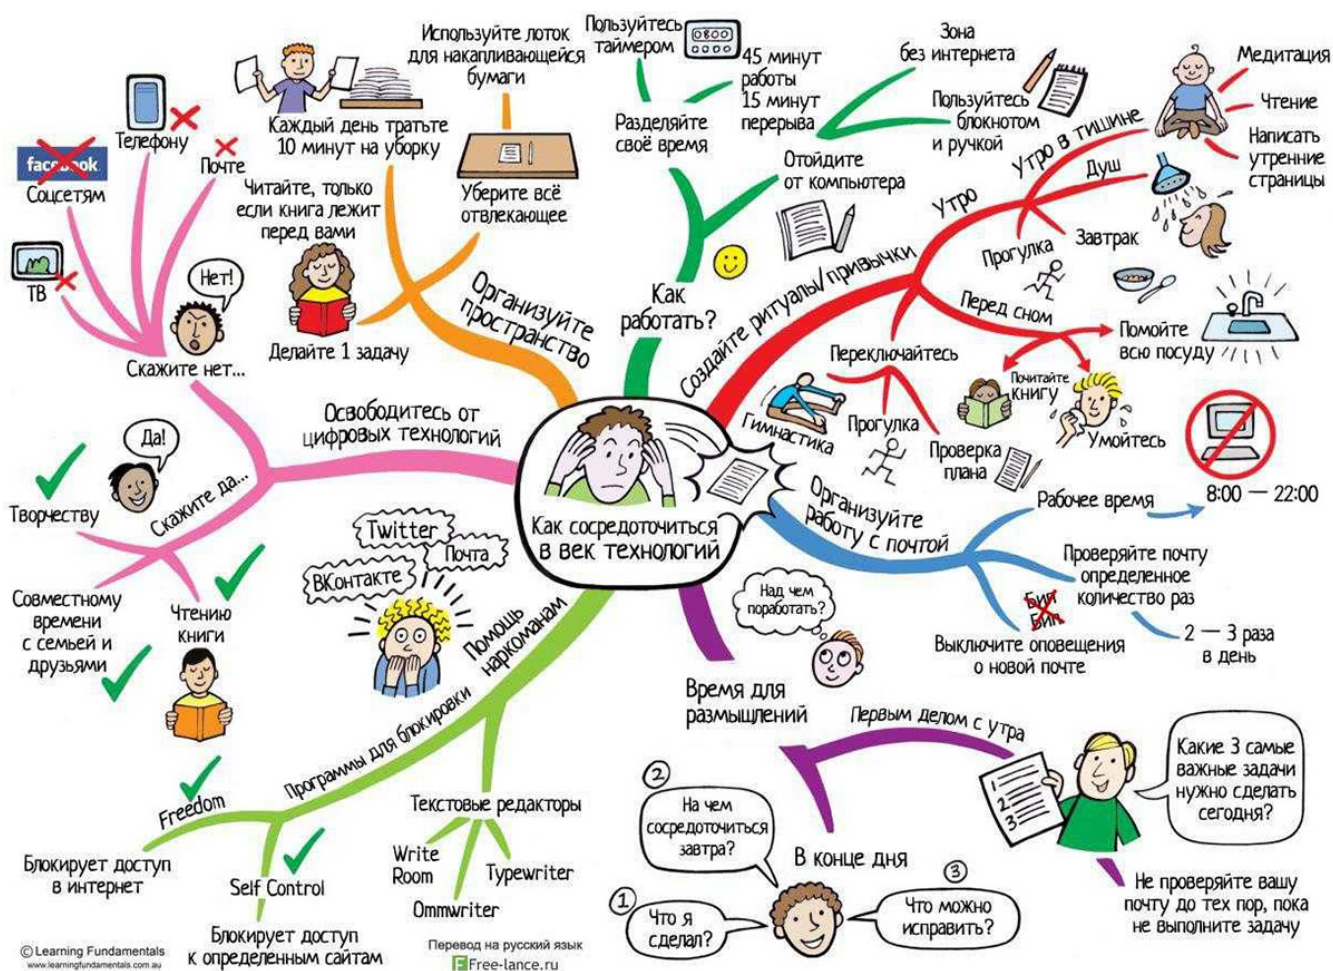 Как сосредоточиться
в век технологий
Как
работать?
Разделяйте
своё время
Пользуйтесь
таймером
0800
45 минут
работы
15 минут
перерыва
Отойдите
от компьютера
Зона
без интернета
Пользуйтесь
блокнотом
и ручкой
Создайте ритуалы/привычки
Утро
Утро в тишине
Медитация
Чтение
Написать
утренние
страницы
Душ
Завтрак
Прогулка
Перед сном
Помойте
всю посуду
Умойтесь
Почитайте
книгу
Переключайтесь
Гимнастика
Прогулка
Проверка
плана
Организуйте
работу с почтой
Рабочее время
8:00 — 22:00
Проверяйте почту
определенное
количество раз
2 — 3 раза
в день
Бип
Бип
Выключите оповещения
о новой почте
Время для
размышлений
Над чем
поработать?
Первым делом с утра
1
2
3
Какие 3 самые
важные задачи
нужно сделать
сегодня?
Не проверяйте вашу
почту до тех пор, пока
не выполните задачу
В конце дня
1
Что я
сделал?
2
На чем
сосредоточиться
завтра?
3
Что можно
исправить?
Помощь
наркоманам
Twitter
Почта
ВКонтакте
Текстовые редакторы
Write
Room
Ommwriter
Typewriter
Программы для блокировки
Self Control
Блокирует доступ
к определенным сайтам
Freedom
Блокирует доступ
в интернет
Освободитесь от
цифровых технологий
Скажите да...
Да!
Творчеству
Совместному
времени
с семьей и
друзьями
Чтению
книги
Скажите нет...
Нет!
ТВ
facebook
Соцсетям
Телефону
Почте
Организуйте
пространство
Каждый день тратьте
10 минут на уборку
Используйте лоток
для накапливающейся
бумаги
Уберите всё
отвлекающее
Читайте, только
если книга лежит
перед вами
Делайте 1 задачу
© Learning Fundamentals
www.learningfundamentals.com.au
Перевод на русский язык
F Free-lance.ru